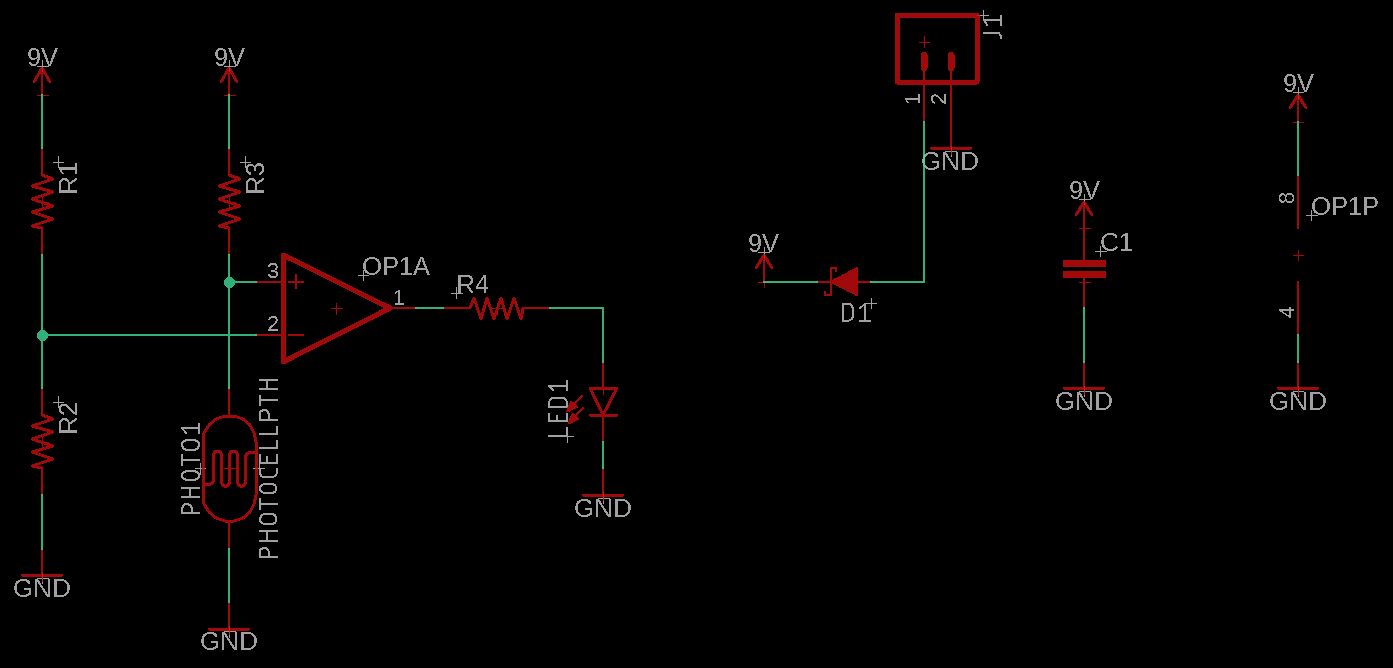 9V
R1
R2
GND
9V
R3
PHOTO1
PHOTOCELLPTH
GND
3
2
1
OP1A
R4
LED1
GND
J1
1
2
GND
9V
D1
9V
C1
GND
9V
8
OP1P
4
GND